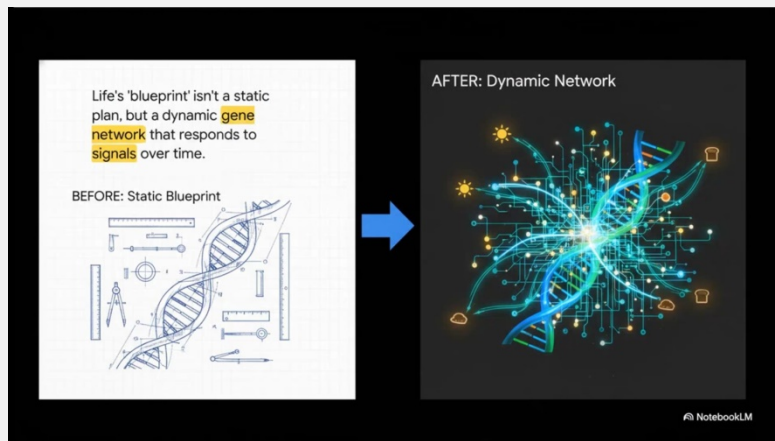 Life's 'blueprint' isn't a static
plan, but a dynamic gene
network that responds to
signals over time.
BEFORE: Static Blueprint
AFTER: Dynamic Network
NotebookLM